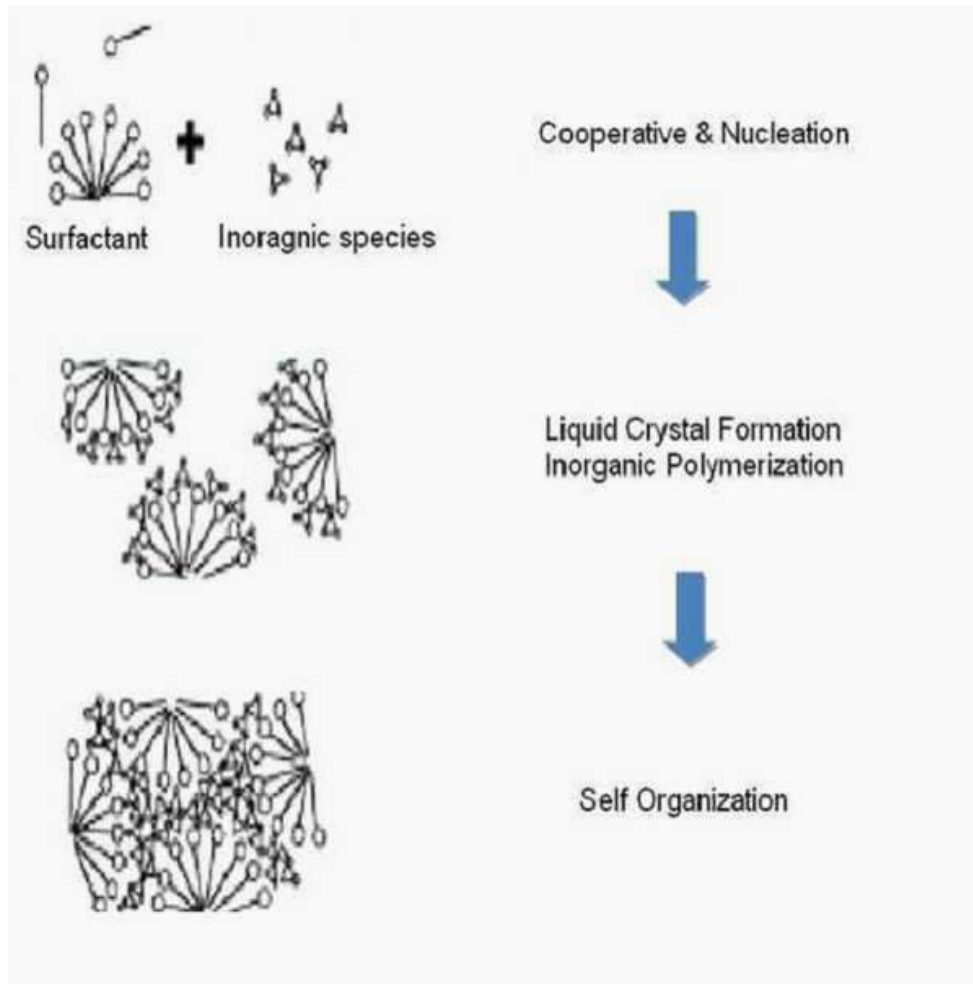 Cooperative & Nucleation
Surfactant
Inoragnic species
Liquid Crystal Formation
Inorganic Polymerization
Self Organization